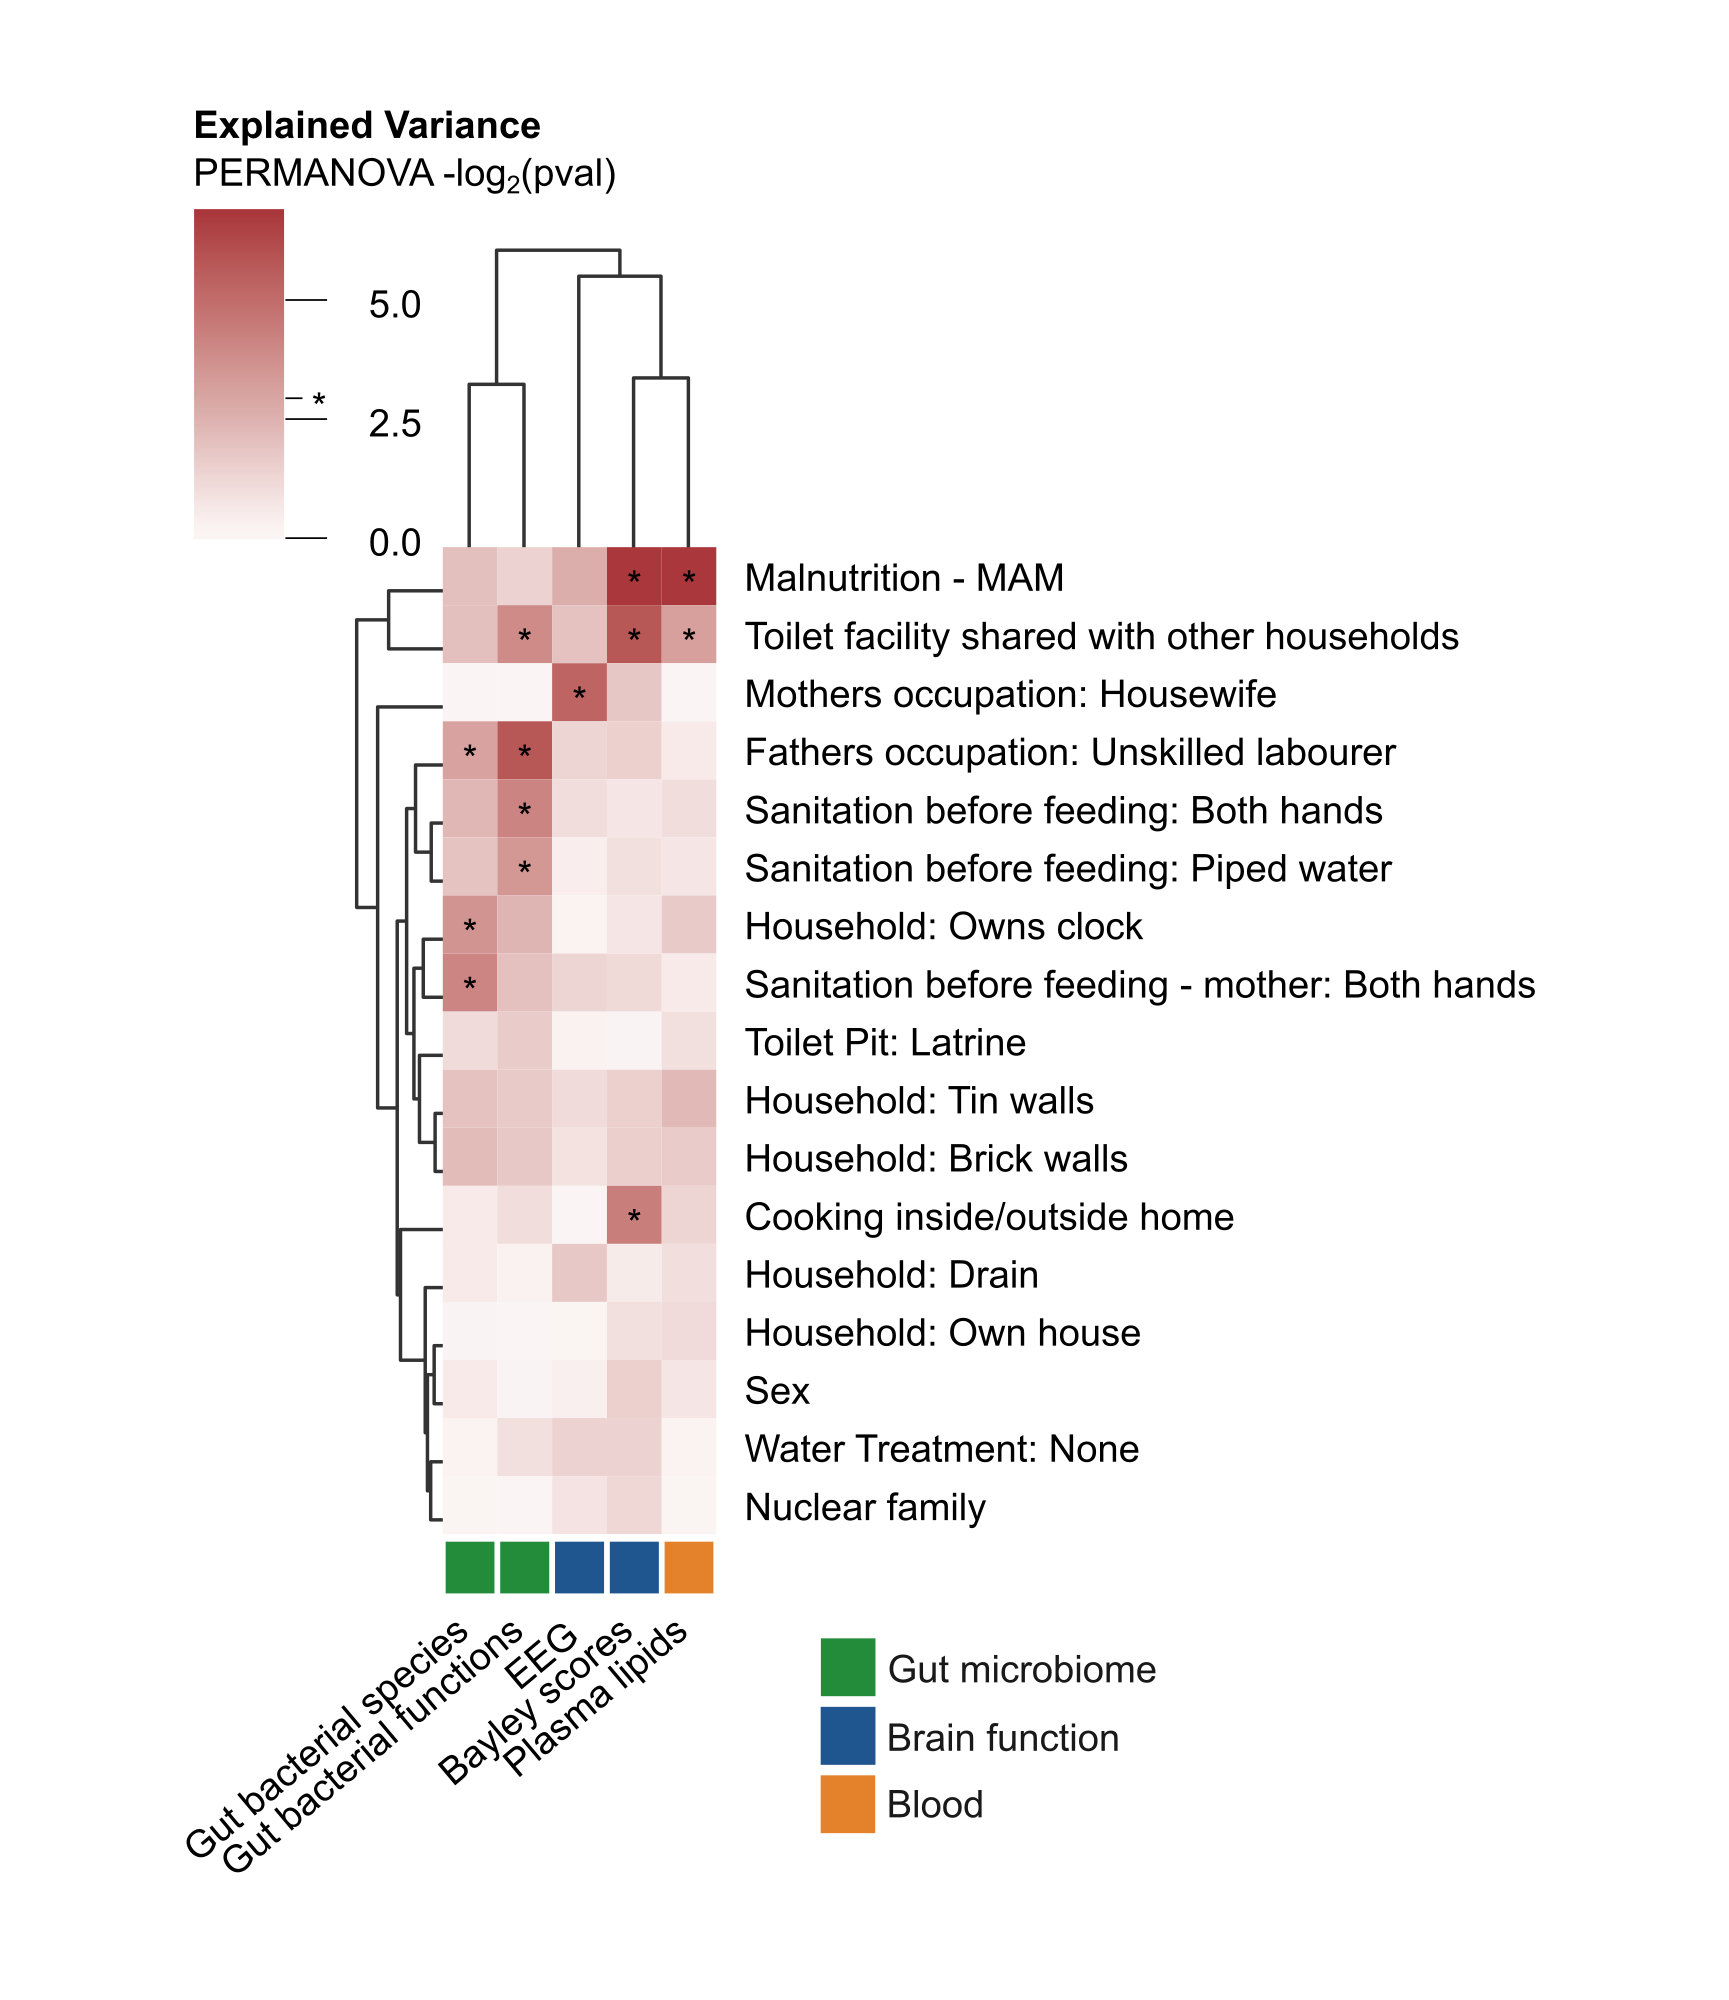 Explained Variance
PERMANOVA -log₂(pval)
5.0
*
2.5
0.0
* * Malnutrition - MAM
* * * Toilet facility shared with other households
* Mothers occupation: Housewife
* * Fathers occupation: Unskilled labourer
* Sanitation before feeding: Both hands
* Sanitation before feeding: Piped water
* Household: Owns clock
* Sanitation before feeding - mother: Both hands
Toilet Pit: Latrine
Household: Tin walls
Household: Brick walls
* Cooking inside/outside home
Household: Drain
Household: Own house
Sex
Water Treatment: None
Nuclear family
Gut bacterial species
Gut bacterial functions
EEG
Bayley scores
Plasma lipids
Gut microbiome
Brain function
Blood